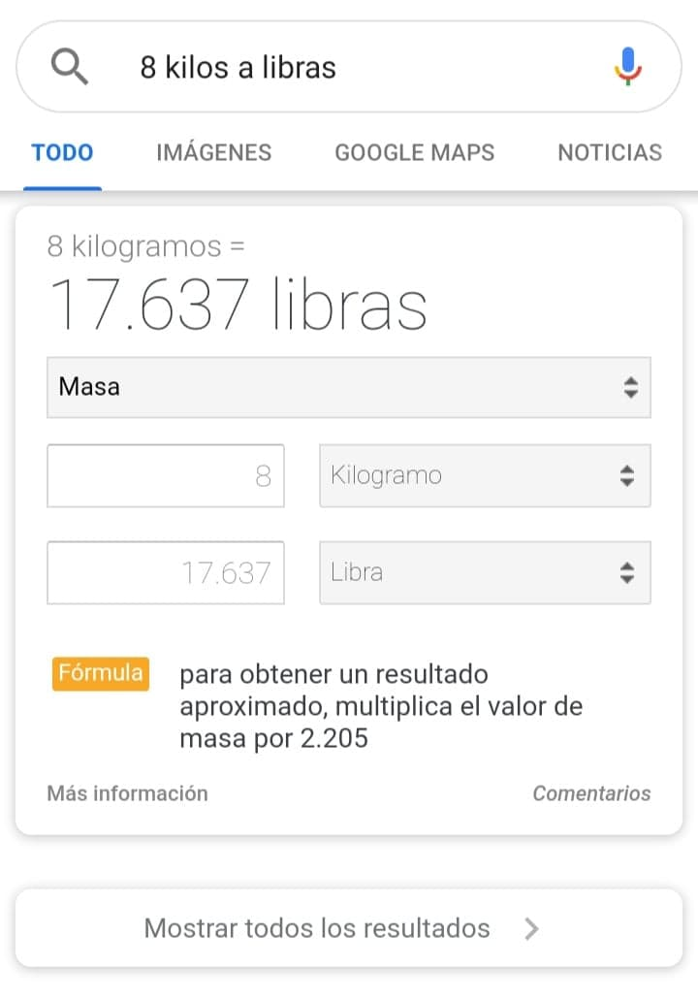 8 kilos a libras
TODO IMÁGENES GOOGLE MAPS NOTICIAS
8 kilogramos =
17.637 libras
Masa
8 Kilogramo
17.637 Libra
Fórmula para obtener un resultado
aproximado, multiplica el valor de
masa por 2.205
Más información Comentarios
Mostrar todos los resultados